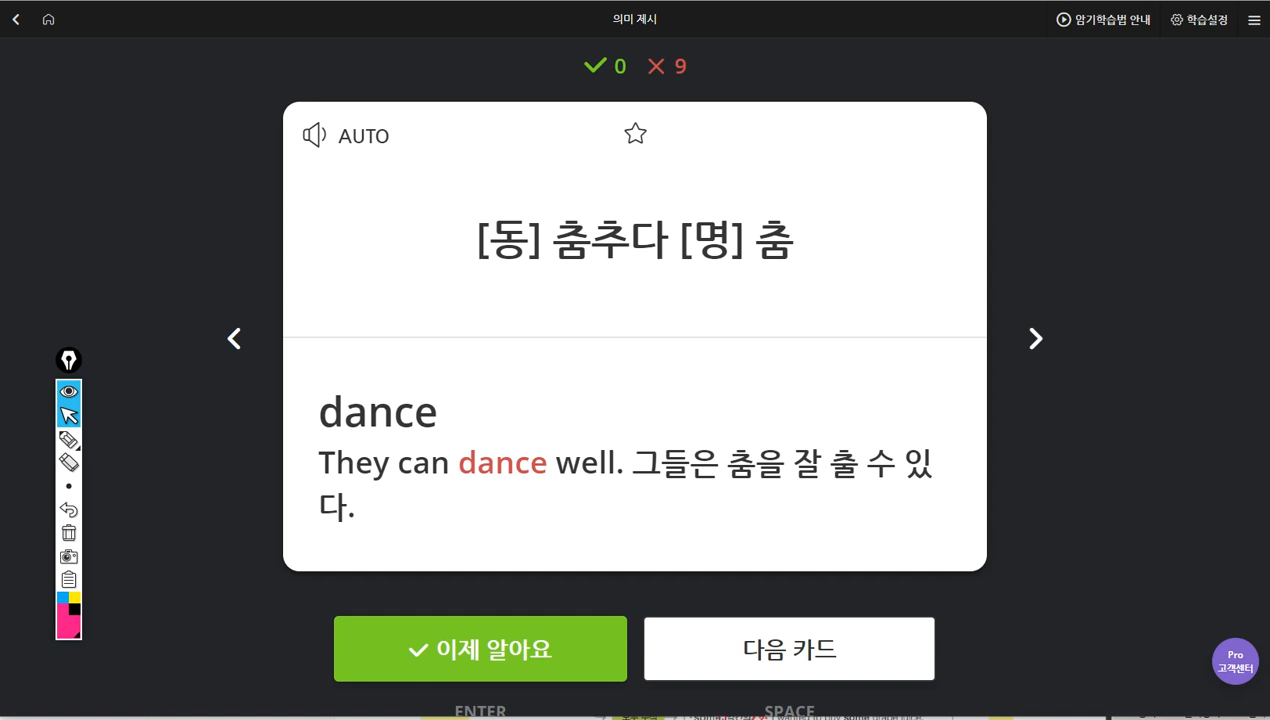 의미 제시
암기학습법 안내
학습설정
0
9
AUTO
[동] 춤추다 [명] 춤
dance
They can dance well. 그들은 춤을 잘 출 수 있
다.
이제 알아요
다음 카드
Pro
고객센터
ENTER
SPACE